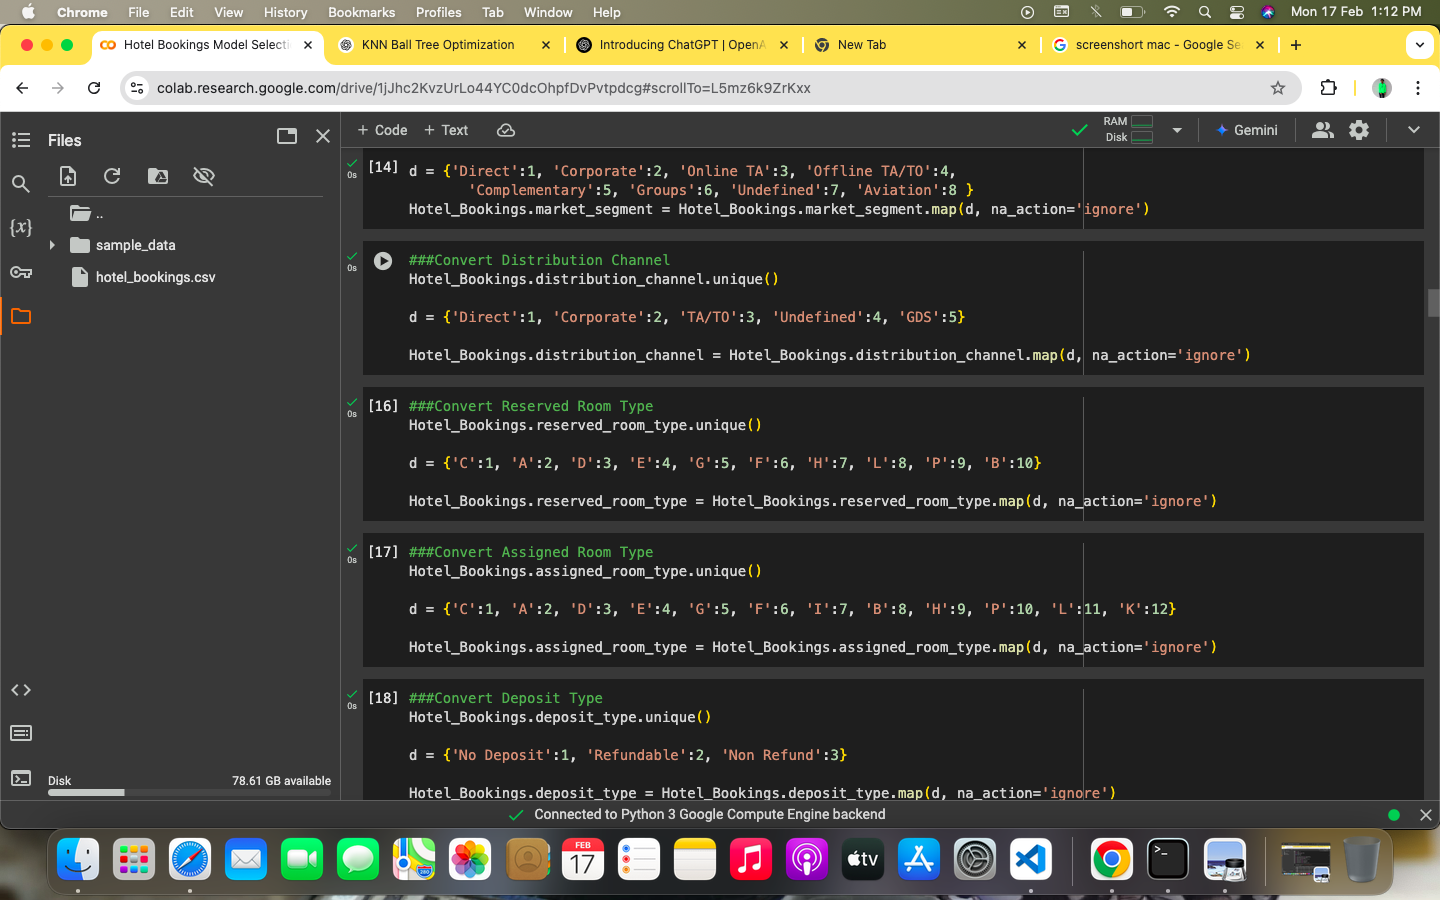 Chrome File Edit View History Bookmarks Profiles Tab Window Help Mon 17 Feb 1:12 PM
Hotel Bookings Model Selecti KNN Ball Tree Optimization Introducing ChatGPT | OpenA New Tab screenshort mac - Google Se
colab.research.google.com/drive/1jJhc2KvzUrLo44YC0dcOhpfDvPvtpdcg#scrollTo=L5mz6k9ZrKxx
Files
..
sample_data
hotel_bookings.csv
Disk 78.61 GB available
+ Code + Text RAM Disk Gemini
0s [14] d = {'Direct':1, 'Corporate':2, 'Online TA':3, 'Offline TA/TO':4,
'Complementary':5, 'Groups':6, 'Undefined':7, 'Aviation':8 }
Hotel_Bookings.market_segment = Hotel_Bookings.market_segment.map(d, na_action='ignore')
0s ###Convert Distribution Channel
Hotel_Bookings.distribution_channel.unique()
d = {'Direct':1, 'Corporate':2, 'TA/TO':3, 'Undefined':4, 'GDS':5}
Hotel_Bookings.distribution_channel = Hotel_Bookings.distribution_channel.map(d, na_action='ignore')
0s [16] ###Convert Reserved Room Type
Hotel_Bookings.reserved_room_type.unique()
d = {'C':1, 'A':2, 'D':3, 'E':4, 'G':5, 'F':6, 'H':7, 'L':8, 'P':9, 'B':10}
Hotel_Bookings.reserved_room_type = Hotel_Bookings.reserved_room_type.map(d, na_action='ignore')
0s [17] ###Convert Assigned Room Type
Hotel_Bookings.assigned_room_type.unique()
d = {'C':1, 'A':2, 'D':3, 'E':4, 'G':5, 'F':6, 'I':7, 'B':8, 'H':9, 'P':10, 'L':11, 'K':12}
Hotel_Bookings.assigned_room_type = Hotel_Bookings.assigned_room_type.map(d, na_action='ignore')
0s [18] ###Convert Deposit Type
Hotel_Bookings.deposit_type.unique()
d = {'No Deposit':1, 'Refundable':2, 'Non Refund':3}
Hotel_Bookings.deposit_type = Hotel_Bookings.deposit_type.map(d, na_action='ignore')
Connected to Python 3 Google Compute Engine backend
FEB
17
tv